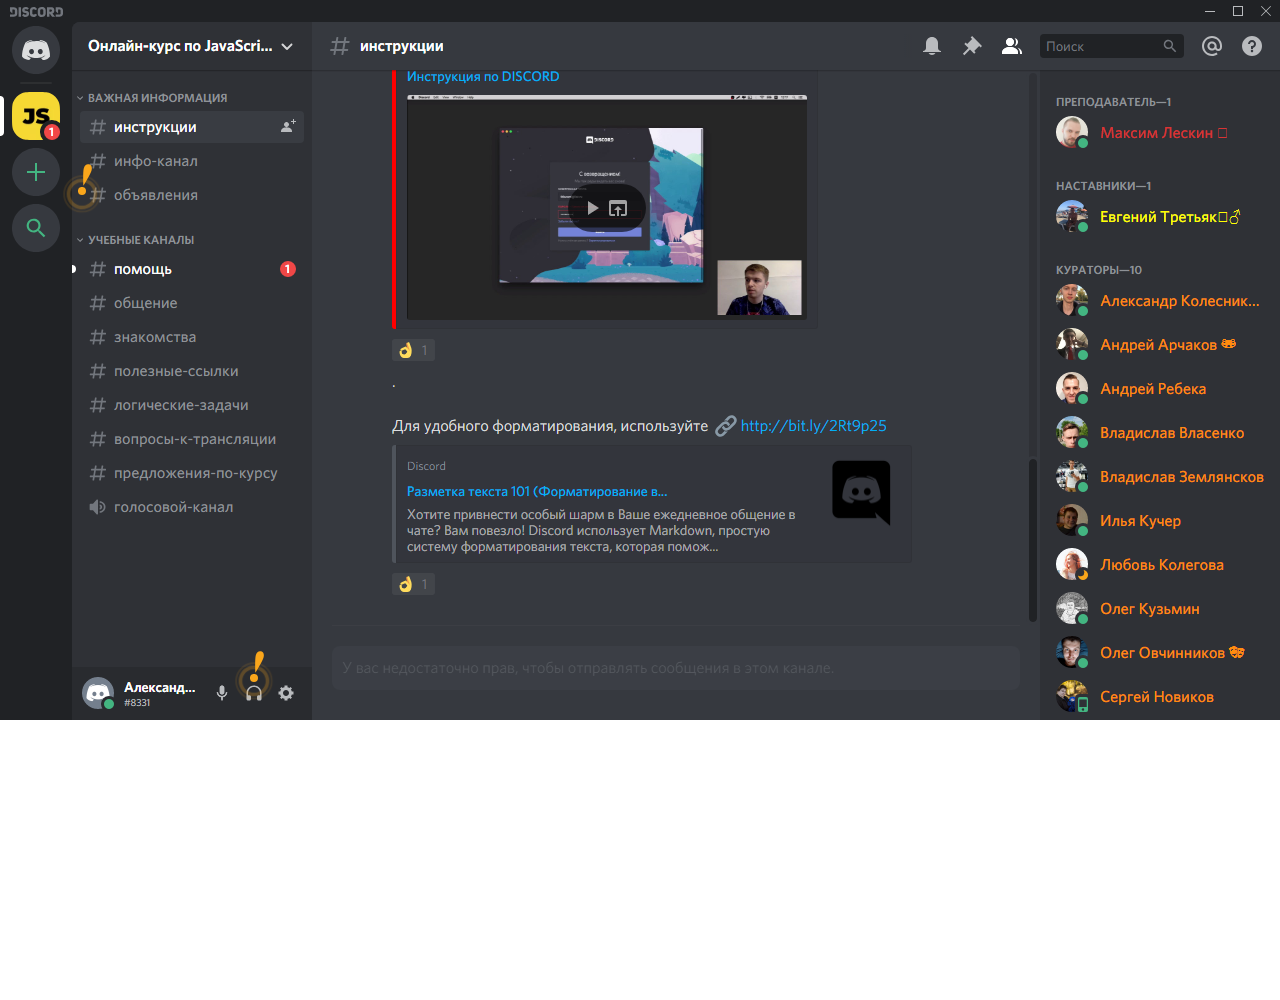 DISCORD
Онлайн-курс по JavaScri...
инструкции
Поиск
ВАЖНАЯ ИНФОРМАЦИЯ
инструкции
инфо-канал
объявления
УЧЕБНЫЕ КАНАЛЫ
помощь
1
общение
знакомства
полезные-ссылки
логические-задачи
вопросы-к-трансляции
предложения-по-курсу
голосовой-канал
JS
1
Александ...
#8331
Инструкция по DISCORD
DISCORD
С возвращением!
1
.
Для удобного форматирования, используйте http://bit.ly/2Rt9p25
Discord
Разметка текста 101 (Форматирование в...
Хотите привнести особый шарм в Ваше ежедневное общение в
чате? Вам повезло! Discord использует Markdown, простую
систему форматирования текста, которая помож...
1
У вас недостаточно прав, чтобы отправлять сообщения в этом канале.
ПРЕПОДАВАТЕЛЬ—1
Максим Лескин
НАСТАВНИКИ—1
Евгений Третьяк
КУРАТОРЫ—10
Александр Колесник...
Андрей Арчаков
Андрей Ребека
Владислав Власенко
Владислав Землянсков
Илья Кучер
Любовь Колегова
Олег Кузьмин
Олег Овчинников
Сергей Новиков